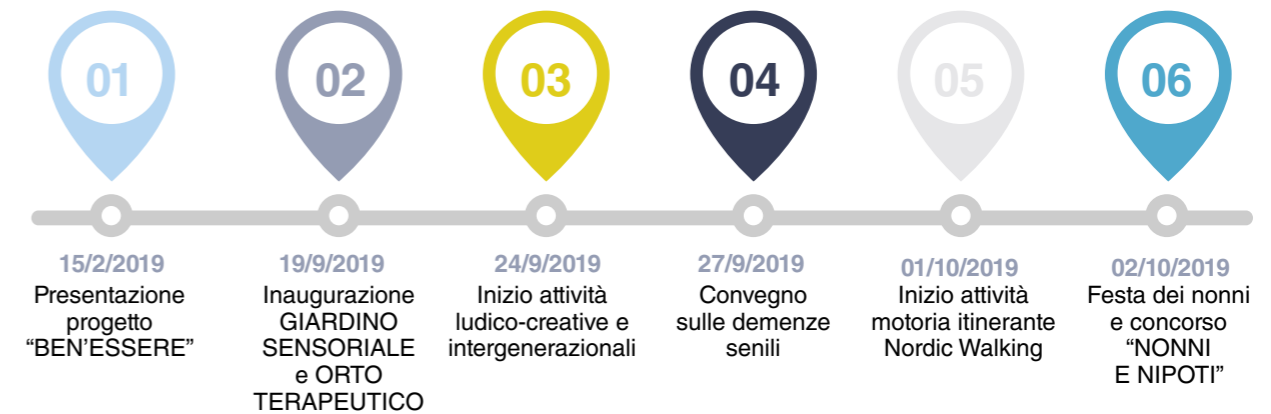 01
02
03
04
05
06
15/2/2019
Presentazione
progetto
“BEN’ESSERE”
19/9/2019
Inaugurazione
GIARDINO
SENSORIALE
e ORTO
TERAPEUTICO
24/9/2019
Inizio attività
ludico-creative e
intergenerazionali
27/9/2019
Convegno
sulle demenze
senili
01/10/2019
Inizio attività
motoria itinerante
Nordic Walking
02/10/2019
Festa dei nonni
e concorso
“NONNI
E NIPOTI”